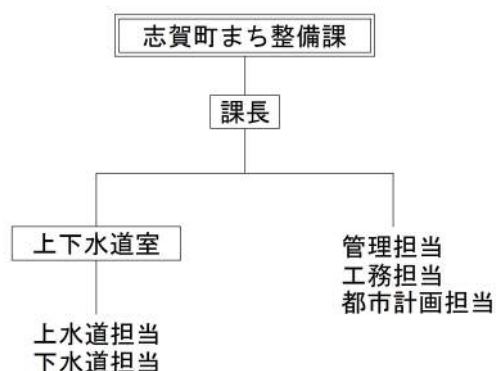 志賀町まち整備課
課長
上下水道室
上水道担当
下水道担当
管理担当
工務担当
都市計画担当